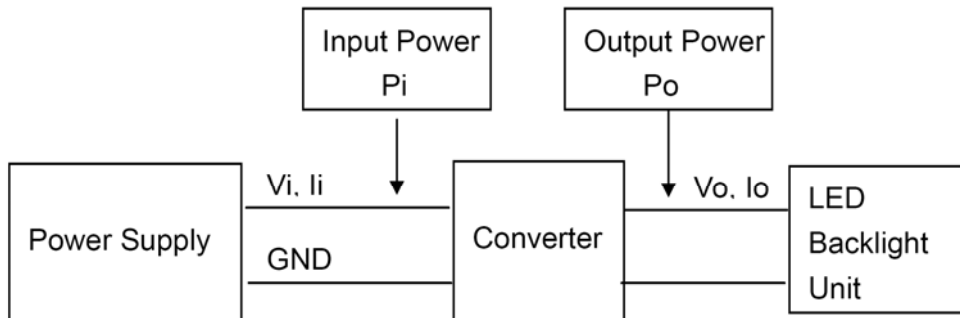 Input Power
Pi
Output Power
Po
Vi, Ii
Vo, Io
Power Supply
GND
Converter
LED
Backlight
Unit